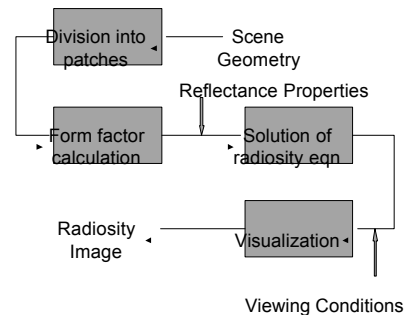 Division into
patches
Scene
Geometry
Reflectance Properties
Form factor
calculation
Solution of
radiosity eqn
Radiosity
Image
Visualization
Viewing Conditions